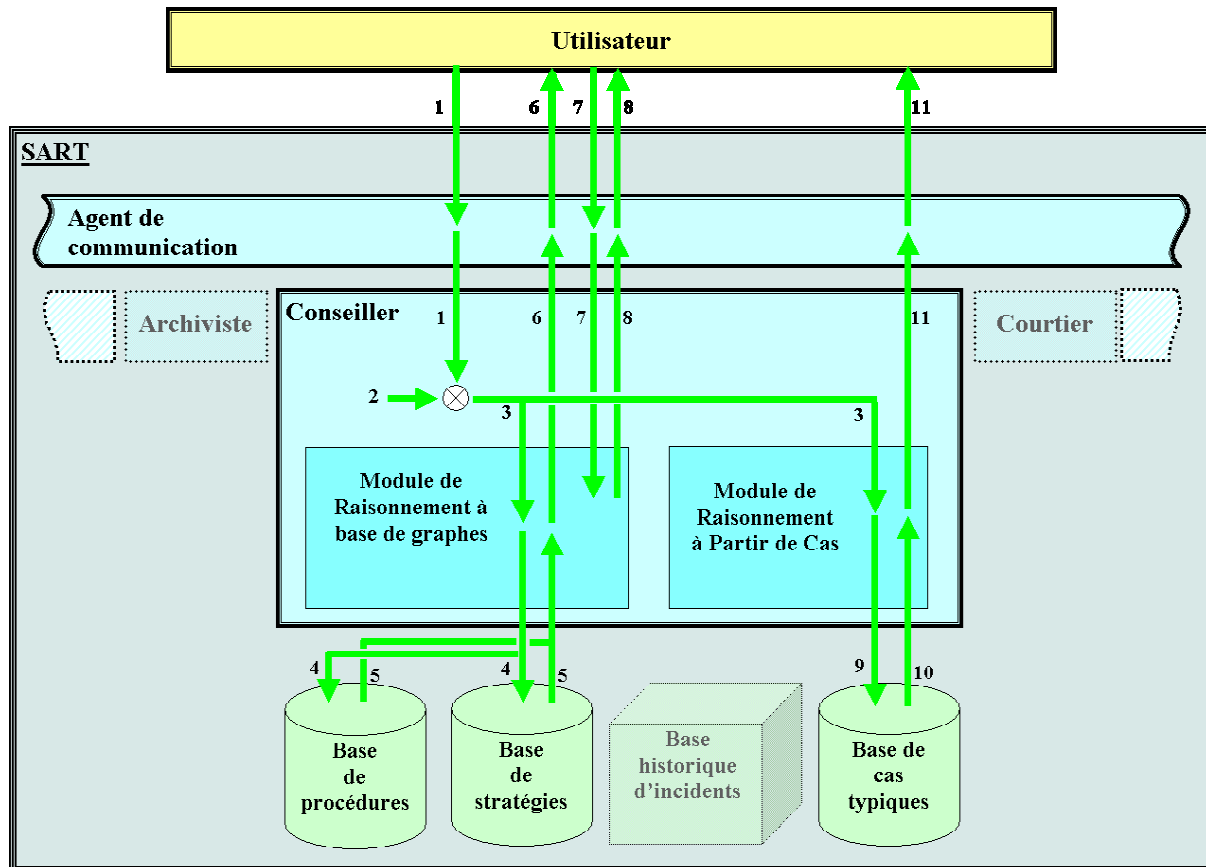 Utilisateur
1 6 7 8 11
SART
Agent de
communication
Archiviste
Conseiller
1 6 7 8 11
Courtier
2
3 3
Module de
Raisonnement à
base de graphes
Module de
Raisonnement
à Partir de Cas
4 5 4 5 9 10
Base
de
procédures
Base
de
stratégies
Base
historique
d'incidents
Base de
cas
typiques